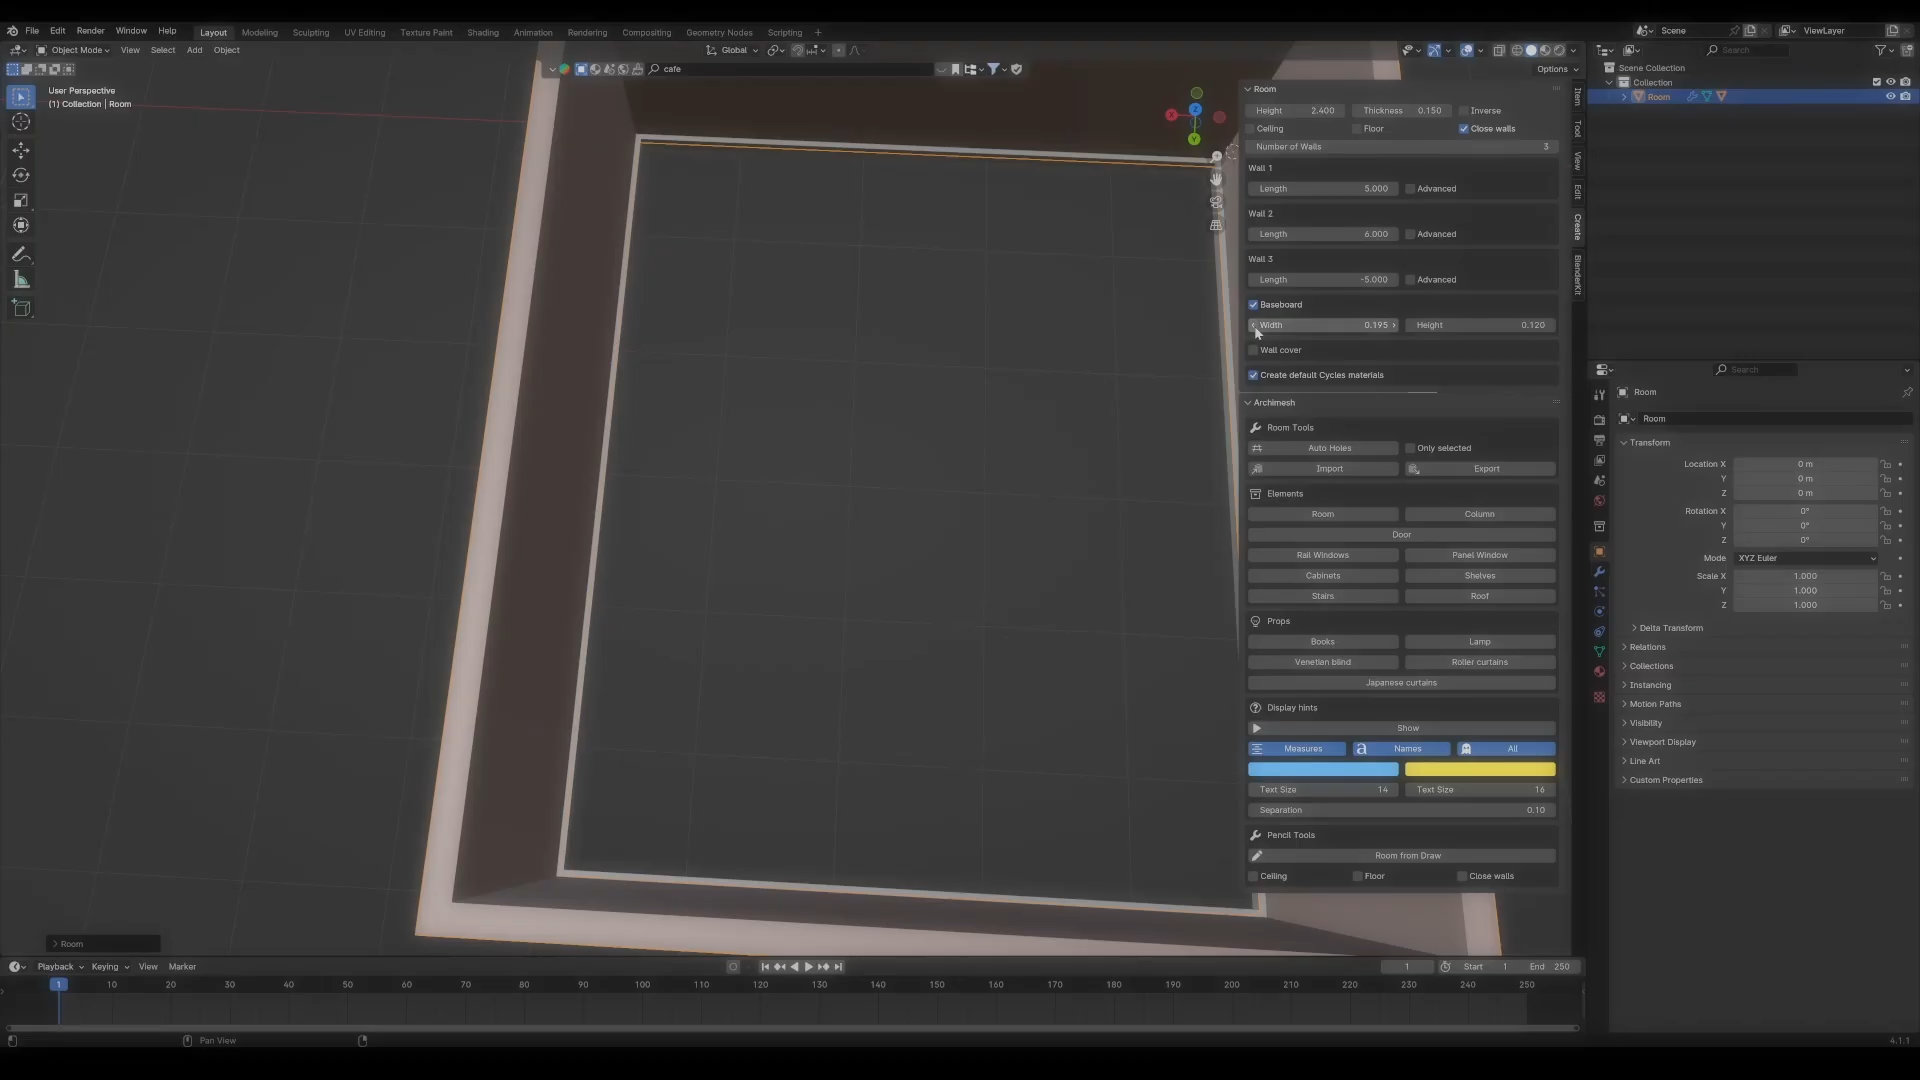 File Edit Render Window Help Layout Modeling Sculpting UV Editing Texture Paint Shading Animation Rendering Compositing Geometry Nodes Scripting + Scene ViewLayer
Object Mode View Select Add Object Global Search
cafe Options
Scene Collection
Collection
Room
User Perspective
(1) Collection | Room
X
Z
Y
Item
Tool
View
Edit
Create
BlenderKit
Room
Height 2.400 Thickness 0.150 Inverse
Ceiling Floor Close walls
Number of Walls 3
Wall 1
Length 5.000 Advanced
Wall 2
Length 6.000 Advanced
Wall 3
Length -5.000 Advanced
Baseboard
Width 0.195 Height 0.120
Wall cover
Create default Cycles materials
Archimesh
Room Tools
Auto Holes Only selected
Import Export
Elements
Room Column
Door
Rail Windows Panel Window
Cabinets Shelves
Stairs Roof
Props
Books Lamp
Venetian blind Roller curtains
Japanese curtains
Display hints
Show
Measures a Names All
Text Size 14 Text Size 16
Separation 0.10
Pencil Tools
Room from Draw
Ceiling Floor Close walls
Search
Room
Room
Transform
Location X 0 m
Y 0 m
Z 0 m
Rotation X 0°
Y 0°
Z 0°
Mode XYZ Euler
Scale X 1.000
Y 1.000
Z 1.000
Delta Transform
Relations
Collections
Instancing
Motion Paths
Visibility
Viewport Display
Line Art
Custom Properties
Room
Playback Keying View Marker 1 Start 1 End 250
1 10 20 30 40 50 60 70 80 90 100 110 120 130 140 150 160 170 180 190 200 210 220 230 240 250
Pan View 4.1.1